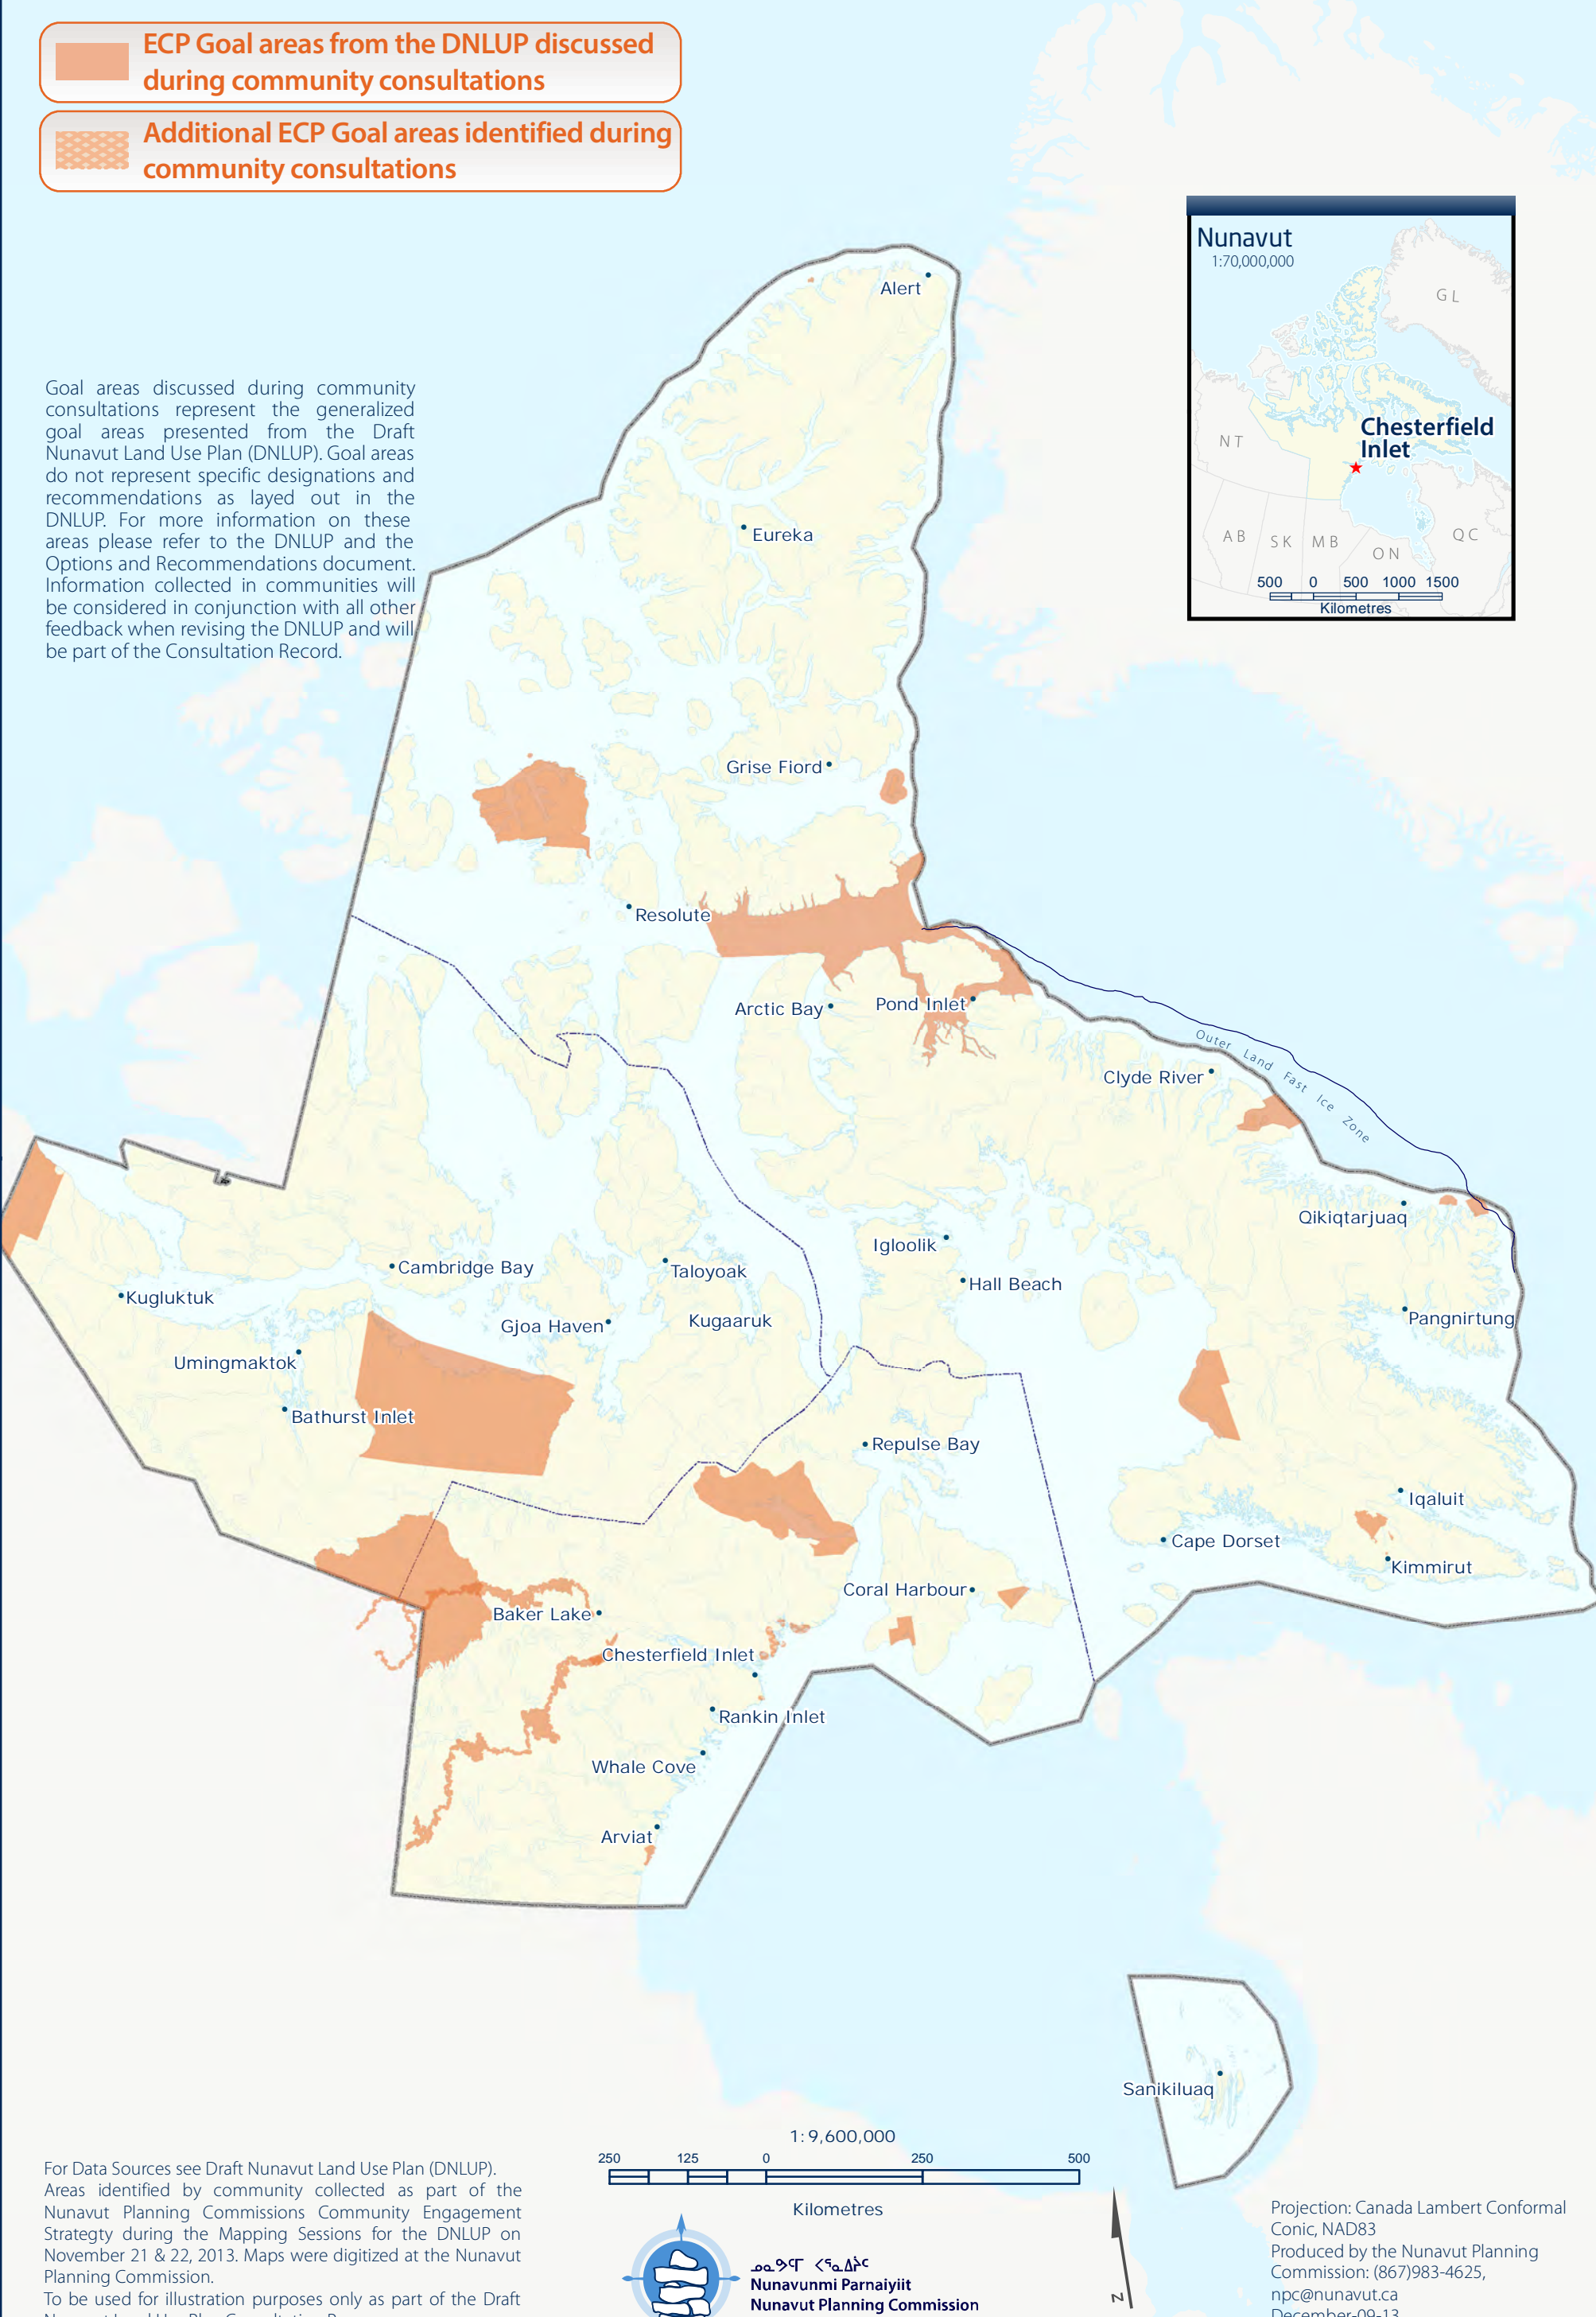 ECP Goal areas from the DNLUP discussed
during community consultations
Additional ECP Goal areas identified during
community consultations
Nunavut
1:70,000,000
GL
NT
Chesterfield
Inlet
AB
SK
MB
ON
QC
500 0 500 1000 1500
Kilometres
Goal areas discussed during community
consultations represent the generalized
goal areas presented from the Draft
Nunavut Land Use Plan (DNLUP). Goal areas
do not represent specific designations and
recommendations as layed out in the
DNLUP. For more information on these
areas please refer to the DNLUP and the
Options and Recommendations document.
Information collected in communities will
be considered in conjunction with all other
feedback when revising the DNLUP and will
be part of the Consultation Record.
Alert
Eureka
Grise Fiord
Resolute
Arctic Bay
Pond Inlet
Outer Land Fast Ice Zone
Clyde River
Qikiqtarjuaq
Igloolik
Cambridge Bay
Taloyoak
Hall Beach
Kugluktuk
Kugaaruk
Gjoa Haven
Pangnirtung
Umingmaktok
Bathurst Inlet
Repulse Bay
Iqaluit
Cape Dorset
Kimmirut
Coral Harbour
Baker Lake
Chesterfield Inlet
Rankin Inlet
Whale Cove
Arviat
Sanikiluaq
1:9,600,000
250 125 0 250 500
Kilometres
For Data Sources see Draft Nunavut Land Use Plan (DNLUP).
Areas identified by community collected as part of the
Nunavut Planning Commissions Community Engagement
Strategty during the Mapping Sessions for the DNLUP on
November 21 & 22, 2013. Maps were digitized at the Nunavut
Planning Commission.
To be used for illustration purposes only as part of the Draft
ᓄᓇᕗᑦᒥ ᐸᕐᓇᐃᔨᑦ
Nunavunmi Parnaiyiit
Nunavut Planning Commission
N
Projection: Canada Lambert Conformal
Conic, NAD83
Produced by the Nunavut Planning
Commission: (867)983-4625,
npc@nunavut.ca
December-09-13